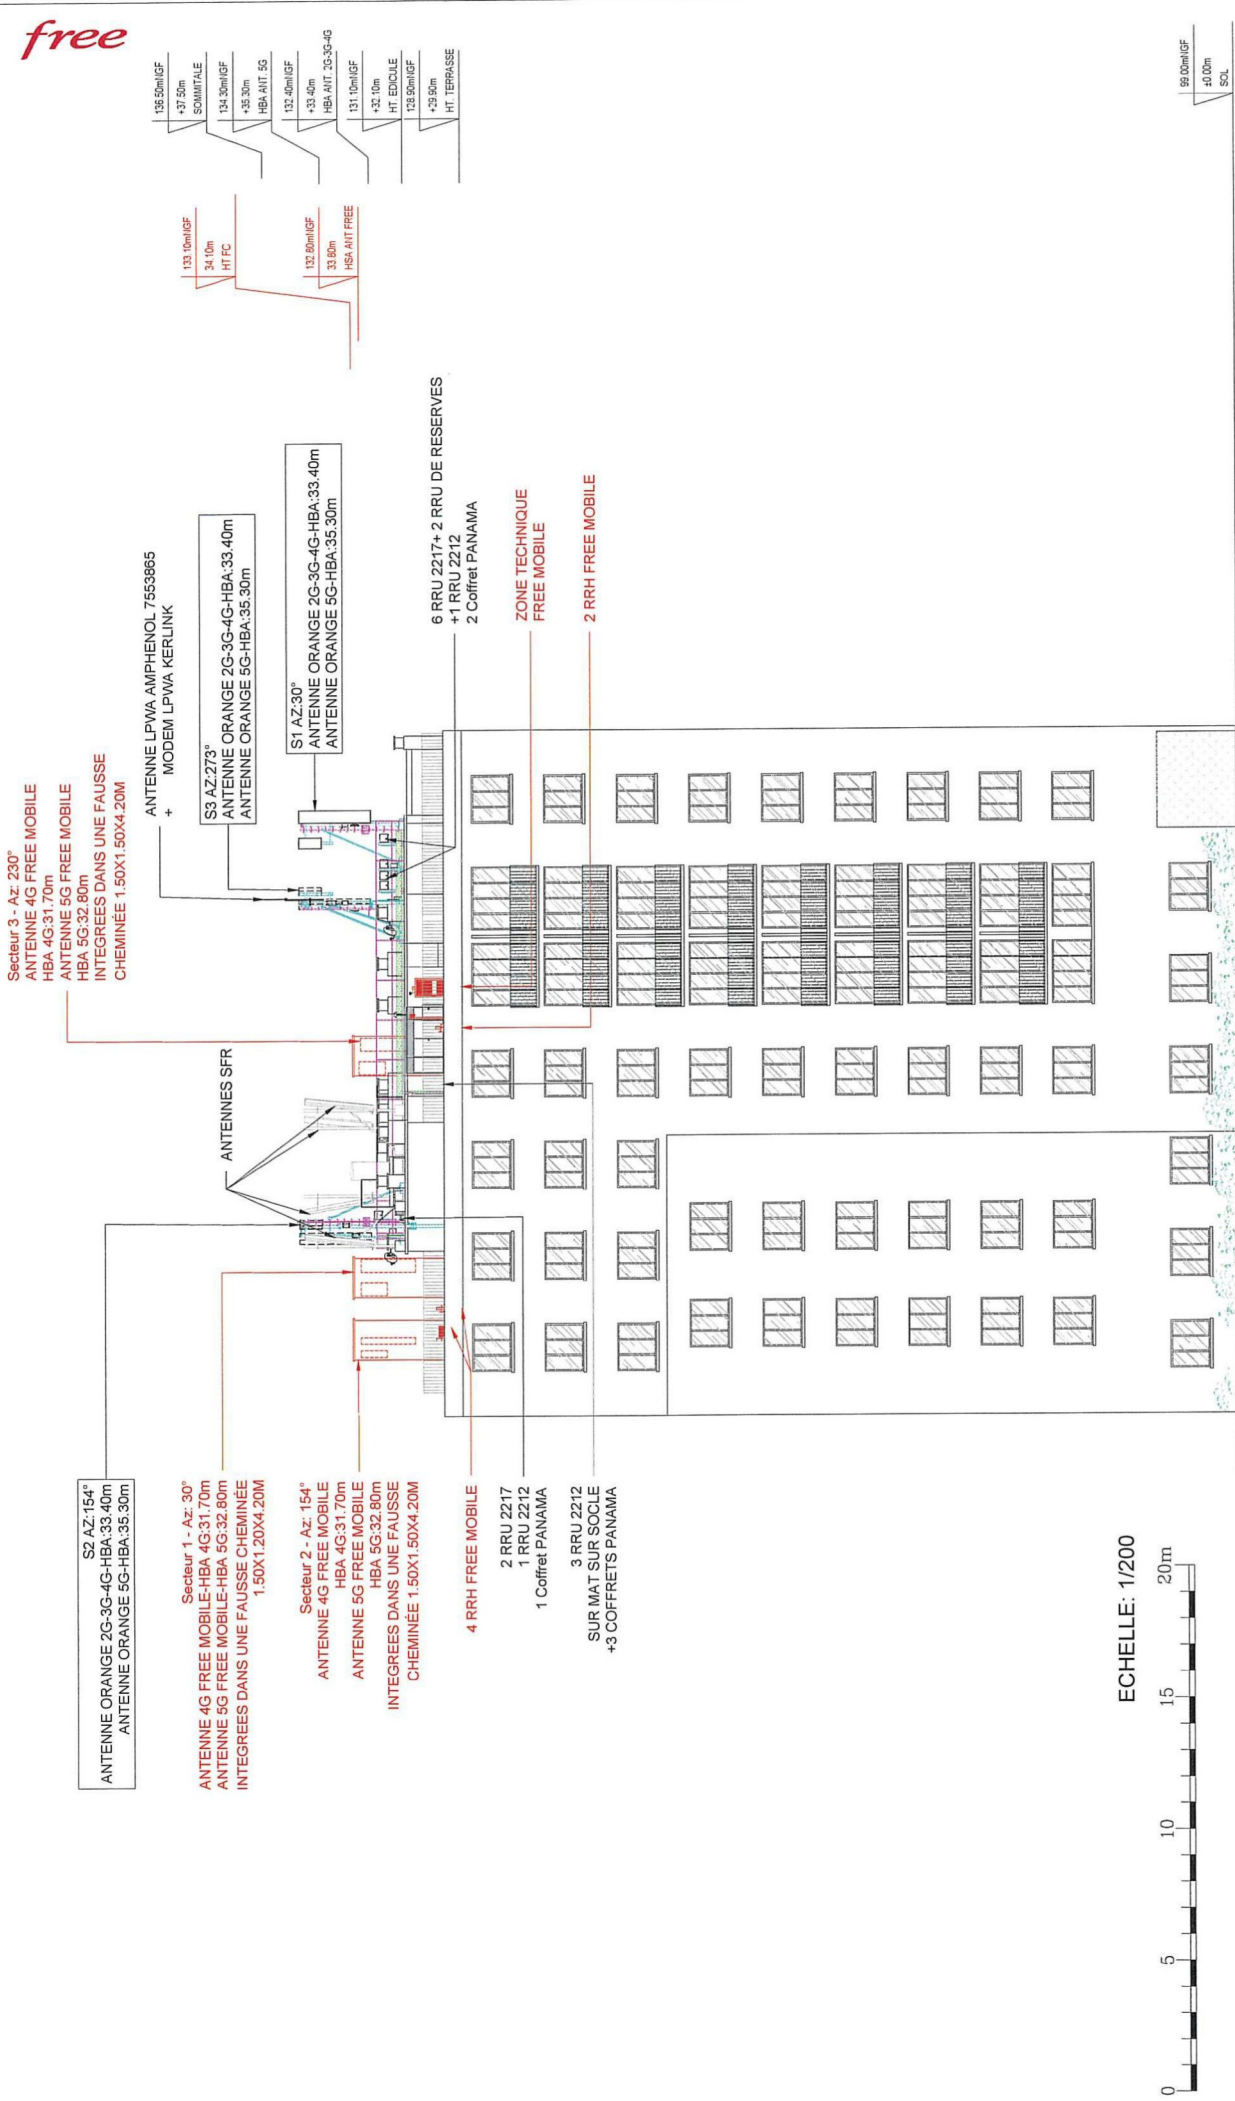 free
Secteur 3 - Az: 230°
ANTENNE 4G FREE MOBILE
HBA 4G:31.70m
ANTENNE 5G FREE MOBILE
HBA 5G:32.80m
INTEGREES DANS UNE FAUSSE
CHEMINÉE 1.50X1.50X4.20M
ANTENNE LPWA AMPHENOL 7553865
+ MODEM LPWA KERLINK
S3 AZ:273°
ANTENNE ORANGE 2G-3G-4G-HBA:33.40m
ANTENNE ORANGE 5G-HBA:35.30m
S1 AZ:30°
ANTENNE ORANGE 2G-3G-4G-HBA:33.40m
ANTENNE ORANGE 5G-HBA:35.30m
136.50mNGF
+37.50m
SOMMITALE
134.30mNGF
+35.30m
HBA ANT. 5G
132.40mNGF
+33.40m
HBA ANT. 2G-3G-4G
131.10mNGF
+32.10m
HT. EDICULE
128.90mNGF
+29.90m
HT. TERRASSE
133.10mNGF
34.10m
HT FC
132.80mNGF
33.80m
HSA ANT FREE
99.00mNGF
±0.00m
SOL
6 RRU 2217+ 2 RRU DE RESERVES
+1 RRU 2212
2 Coffret PANAMA
ZONE TECHNIQUE
FREE MOBILE
2 RRH FREE MOBILE
ANTENNES SFR
S2 AZ:154°
ANTENNE ORANGE 2G-3G-4G-HBA:33.40m
ANTENNE ORANGE 5G-HBA:35.30m
Secteur 1 - Az: 30°
ANTENNE 4G FREE MOBILE-HBA 4G:31.70m
ANTENNE 5G FREE MOBILE-HBA 5G:32.80m
INTEGREES DANS UNE FAUSSE CHEMINÉE
1.50X1.20X4.20M
Secteur 2 - Az: 154°
ANTENNE 4G FREE MOBILE
HBA 4G:31.70m
ANTENNE 5G FREE MOBILE
HBA 5G:32.80m
INTEGREES DANS UNE FAUSSE
CHEMINÉE 1.50X1.50X4.20M
4 RRH FREE MOBILE
2 RRU 2217
1 RRU 2212
1 Coffret PANAMA
3 RRU 2212
SUR MAT SUR SOCLE
+3 COFFRETS PANAMA
ECHELLE: 1/200
0 5 10 15 20m